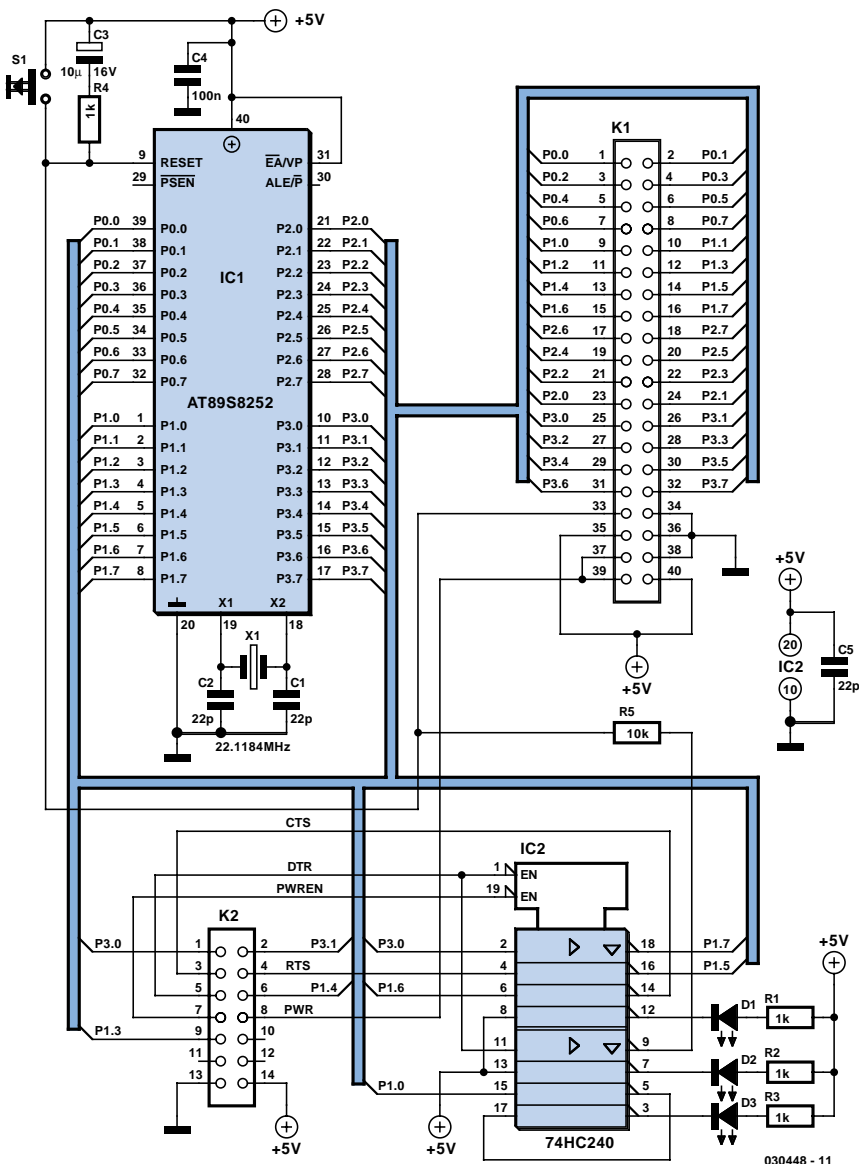 +5V
C3
10µ 16V
S1
R4
1k
C4
100n
40
9 RESET EA/VP 31
29 PSEN ALE/P 30
P0.0 39 P0.0 P2.0 21 P2.0
P0.1 38 P0.1 P2.1 22 P2.1
P0.2 37 P0.2 P2.2 23 P2.2
P0.3 36 P0.3 P2.3 24 P2.3
P0.4 35 P0.4 P2.4 25 P2.4
P0.5 34 P0.5 P2.5 26 P2.5
P0.6 33 P0.6 P2.6 27 P2.6
P0.7 32 P0.7 P2.7 28 P2.7
IC1
AT89S8252
P1.0 1 P1.0 P3.0 10 P3.0
P1.1 2 P1.1 P3.1 11 P3.1
P1.2 3 P1.2 P3.2 12 P3.2
P1.3 4 P1.3 P3.3 13 P3.3
P1.4 5 P1.4 P3.4 14 P3.4
P1.5 6 P1.5 P3.5 15 P3.5
P1.6 7 P1.6 P3.6 16 P3.6
P1.7 8 P1.7 P3.7 17 P3.7
X1 X2
20 19 18
X1
C2 C1
22p 22p
22.1184MHz
K1
P0.0 1 2 P0.1
P0.2 3 4 P0.3
P0.4 5 6 P0.5
P0.6 7 8 P0.7
P1.0 9 10 P1.1
P1.2 11 12 P1.3
P1.4 13 14 P1.5
P1.6 15 16 P1.7
P2.6 17 18 P2.7
P2.4 19 20 P2.5
P2.2 21 22 P2.3
P2.0 23 24 P2.1
P3.0 25 26 P3.1
P3.2 27 28 P3.3
P3.4 29 30 P3.5
P3.6 31 32 P3.7
33 34
35 36
37 38
39 40
+5V
+5V
20
IC2
10
C5
22p
R5
10k
CTS
DTR
PWREN
K2
P3.0 1 2 P3.1
3 4 RTS
5 6 P1.4
7 8 PWR
P1.3 9 10
11 12
13 14
+5V
IC2
1 EN
19 EN
P3.0 2 18 P1.7
4 16 P1.5
P1.6 6 14
8 12
11 9
13 7
P1.0 15 5
17 3
+5V
74HC240
+5V
D1 R1
1k
D2 R2
1k
D3 R3
1k
030448 - 11